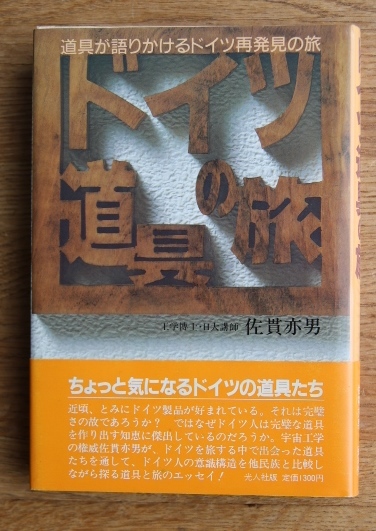 道具が語りかけるドイツ再発見の旅
ドイツ
道具の旅
工学博士・日大講師 佐貫亦男
ちょっと気になるドイツの道具たち
近頃、とみにドイツ製品が好まれている。それは完璧
さの故であろうか? ではなぜドイツ人は完璧な道具
を作り出す知恵に傑出しているのだろうか。宇宙工学
の権威佐貫亦男が、ドイツを旅する中で出会った道具
たちを通して、ドイツ人の意識構造を他民族と比較し
ながら探る道具と旅のエッセイ! 光人社版 定価1300円